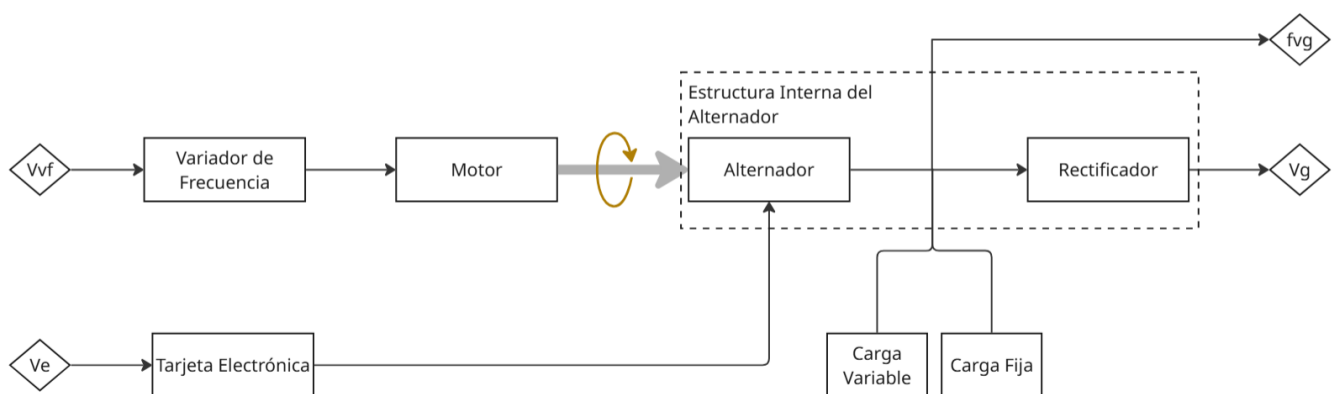 fvg
Estructura Interna del
Alternador
Vvf
Variador de
Frecuencia
Motor
Alternador
Rectificador
Vg
Ve
Tarjeta Electrónica
Carga
Variable
Carga Fija